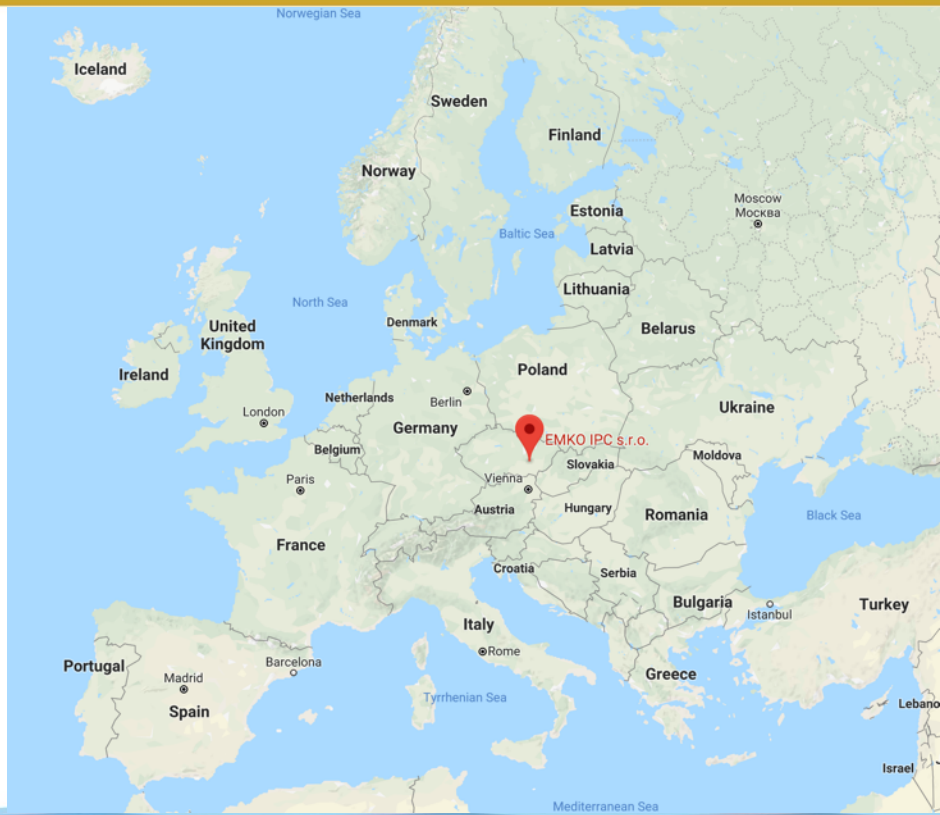 Norwegian Sea
Iceland
Sweden
Finland
Norway
Moscow
Москва
Estonia
Baltic Sea
Latvia
Lithuania
North Sea
Denmark
United
Kingdom
Belarus
Ireland
Poland
Netherlands
Berlin
London
Ukraine
Germany
EMKO IPC s.r.o.
Belgium
Moldova
Slovakia
Paris
Vienna
Austria
Hungary
Romania
Black Sea
France
Croatia
Serbia
Bulgaria
Istanbul
Turkey
Italy
Rome
Portugal
Barcelona
Madrid
Greece
Tyrrhenian Sea
Spain
Lebano
Israel
Mediterranean Sea